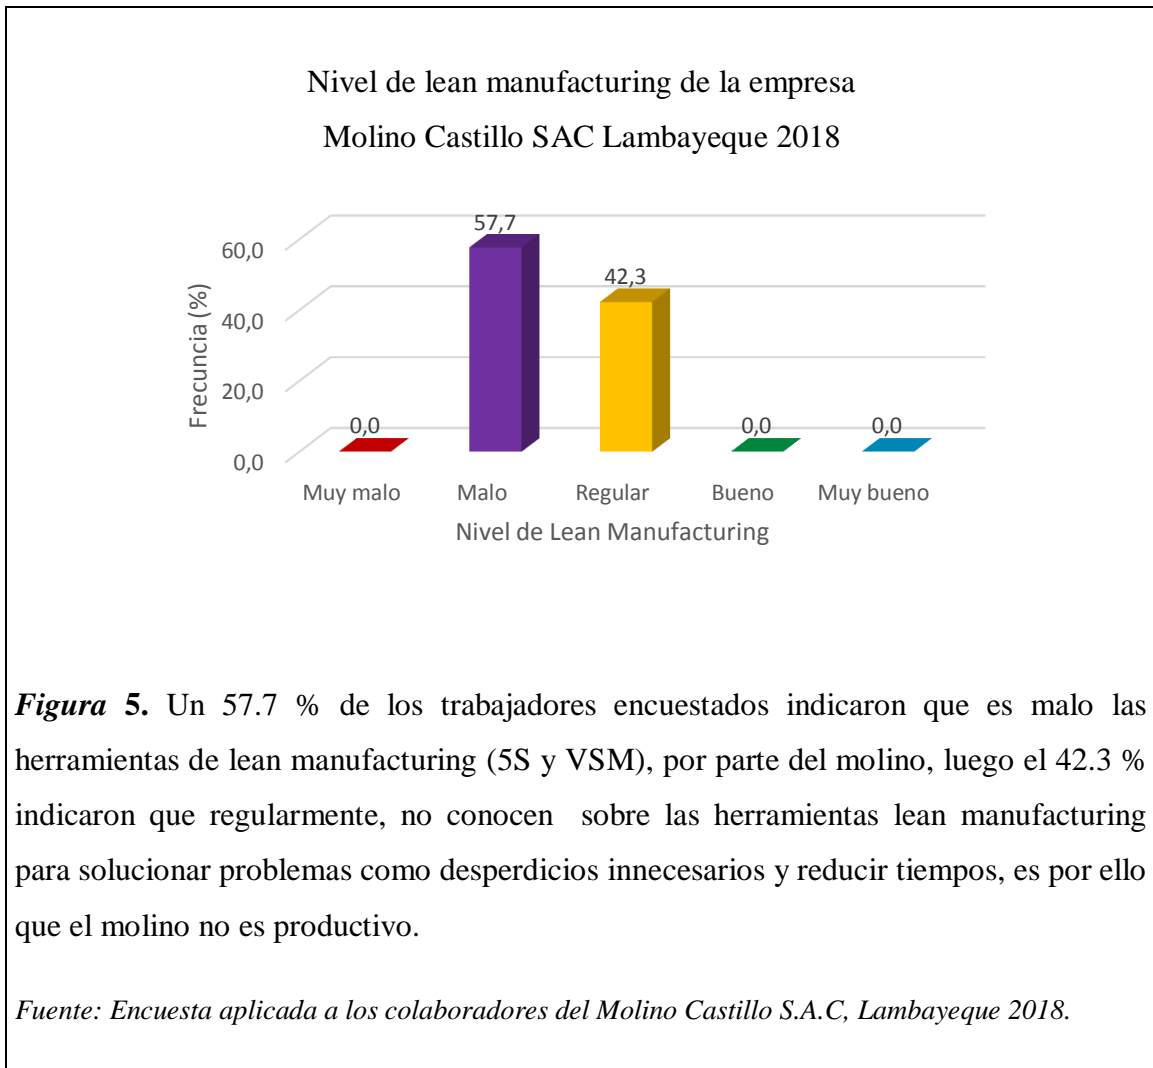 Nivel de lean manufacturing de la empresa
Molino Castillo SAC Lambayeque 2018
57,7
60,0
42,3
40,0
Frecuncia (%)
20,0
0,0
0,0
0,0
0,0
Muy malo Malo Regular Bueno Muy bueno
Nivel de Lean Manufacturing
Figura 5. Un 57.7 % de los trabajadores encuestados indicaron que es malo las
herramientas de lean manufacturing (5S y VSM), por parte del molino, luego el 42.3 %
indicaron que regularmente, no conocen sobre las herramientas lean manufacturing
para solucionar problemas como desperdicios innecesarios y reducir tiempos, es por ello
que el molino no es productivo.
Fuente: Encuesta aplicada a los colaboradores del Molino Castillo S.A.C, Lambayeque 2018.